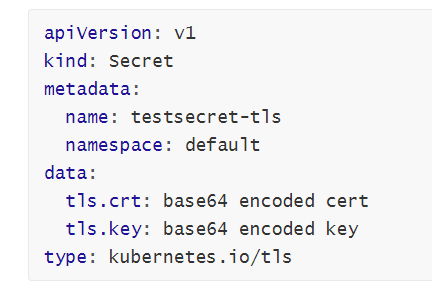 apiVersion: v1
kind: Secret
metadata:
  name: testsecret-tls
  namespace: default
data:
  tls.crt: base64 encoded cert
  tls.key: base64 encoded key
type: kubernetes.io/tls